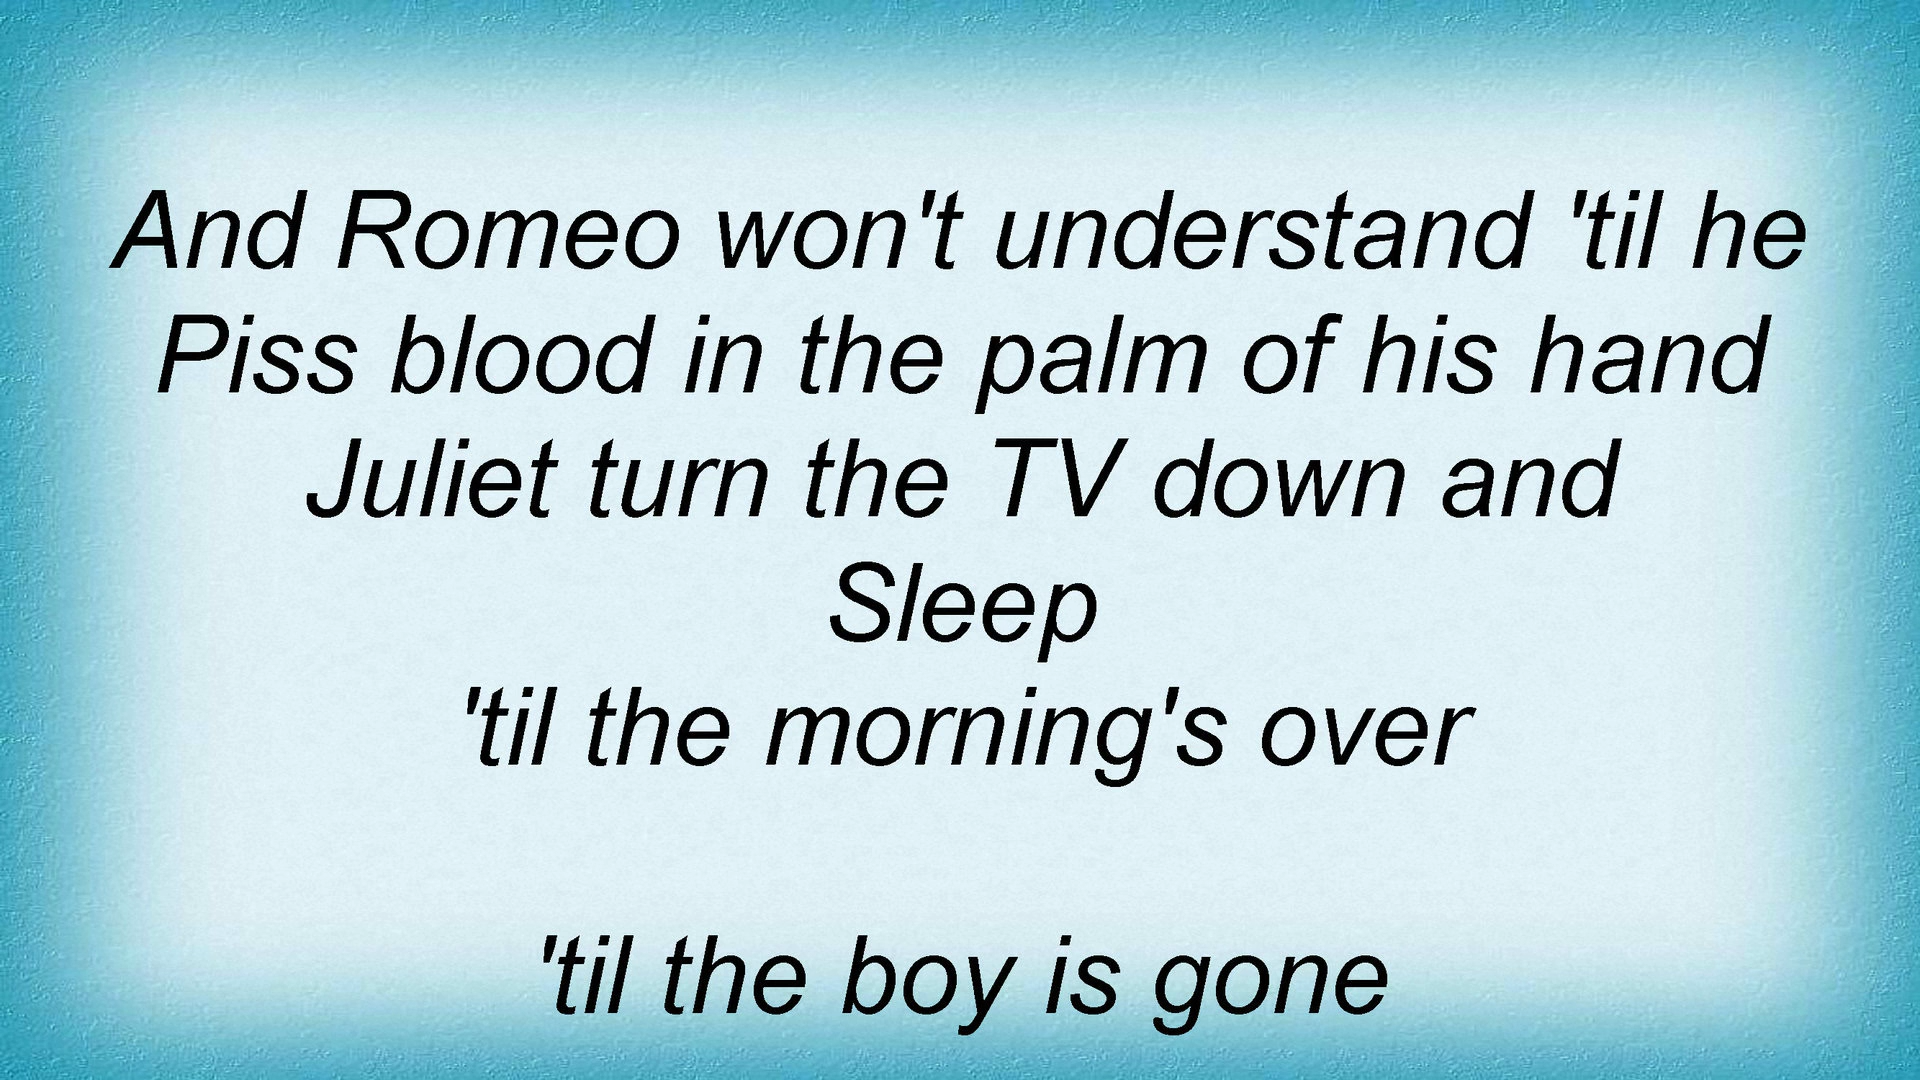 And Romeo won't understand 'til he
Piss blood in the palm of his hand
Juliet turn the TV down and
Sleep
'til the morning's over
'til the boy is gone